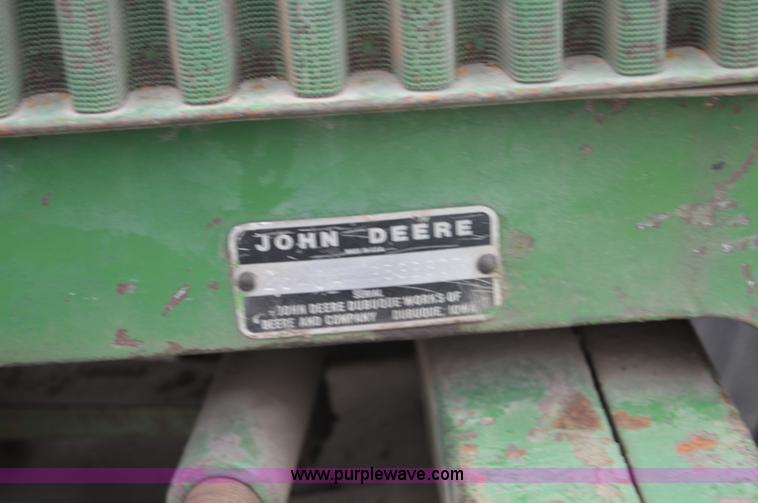 JOHN DEERE
SERIAL
JOHN DEERE DUBUQUE WORKS OF
DEERE AND COMPANY DUBUQUE, IOWA
www.purplewave.com